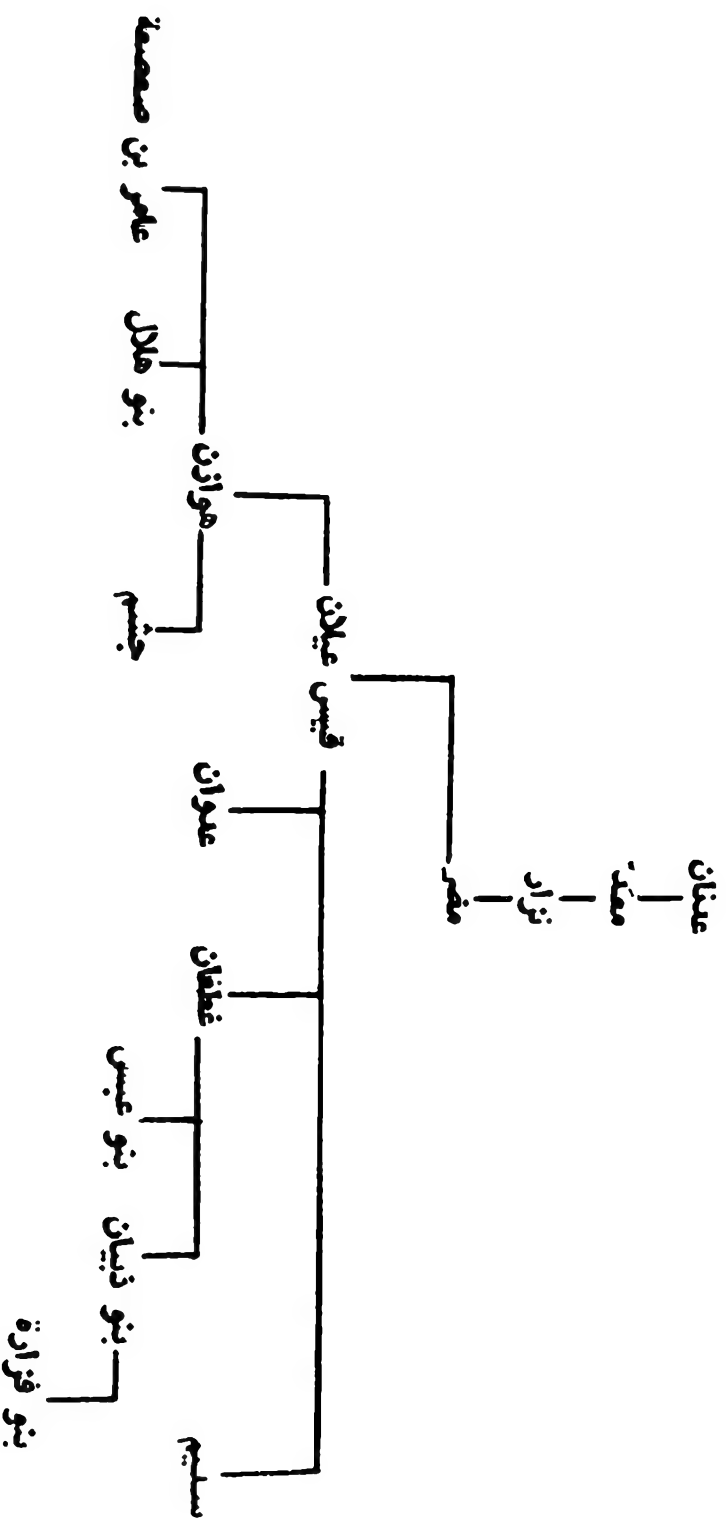 عدنان
معدّ
نزار
مضر
قيس عيلان
سليم
غطفان
عدوان
هوازن
بنو فزارة
بنو ذبيان
بنو عبس
جشم
بنو هلال
عامر بن صعصعة